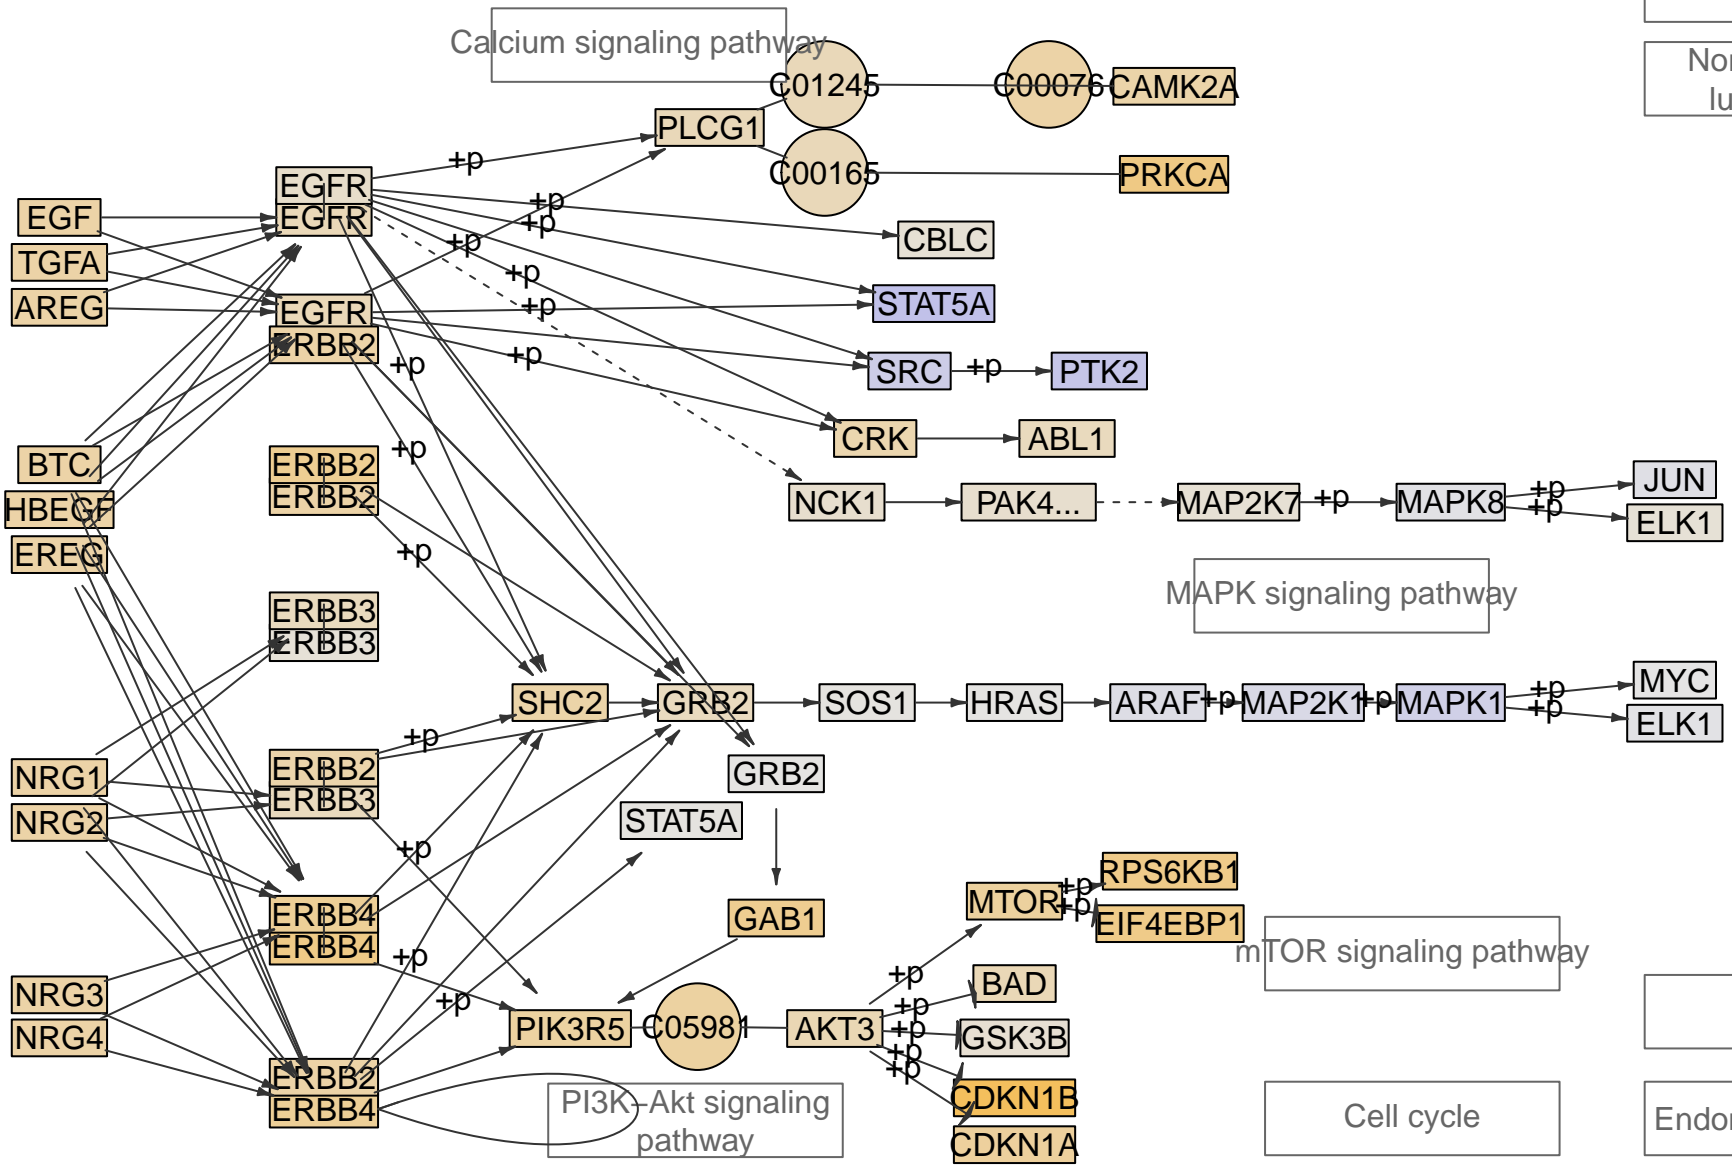 Calcium signaling pathway
C01245
C00076
CAMK2A
Nor
lu
PLCG1
+p
C00165
PRKCA
EGFR
EGFR
EGF
+p
+p
CBLC
TGFA
+p
+p
AREG
EGFR
+p
STAT5A
ERBB2
+p
+p
SRC
+p
PTK2
CRK
ABL1
+p
BTC
ERBB2
ERBB2
HBEGF
NCK1
PAK4...
MAP2K7
+p
MAPK8
+p
+p
JUN
ELK1
EREG
+p
MAPK signaling pathway
ERBB3
ERBB3
SHC2
GRB2
SOS1
HRAS
ARAF
+p
MAP2K1
+p
MAPK1
+p
+p
MYC
ELK1
+p
NRG1
ERBB2
ERBB3
GRB2
NRG2
STAT5A
+p
MTOR
+p
+p
RPS6KB1
EIF4EBP1
ERBB4
ERBB4
GAB1
mTOR signaling pathway
+p
+p
BAD
NRG3
+p
+p
NRG4
PIK3R5
C05981
AKT3
+p
GSK3B
+p
+p
ERBB2
ERBB4
PI3K−Akt signaling
pathway
CDKN1B
CDKN1A
Cell cycle
Endor